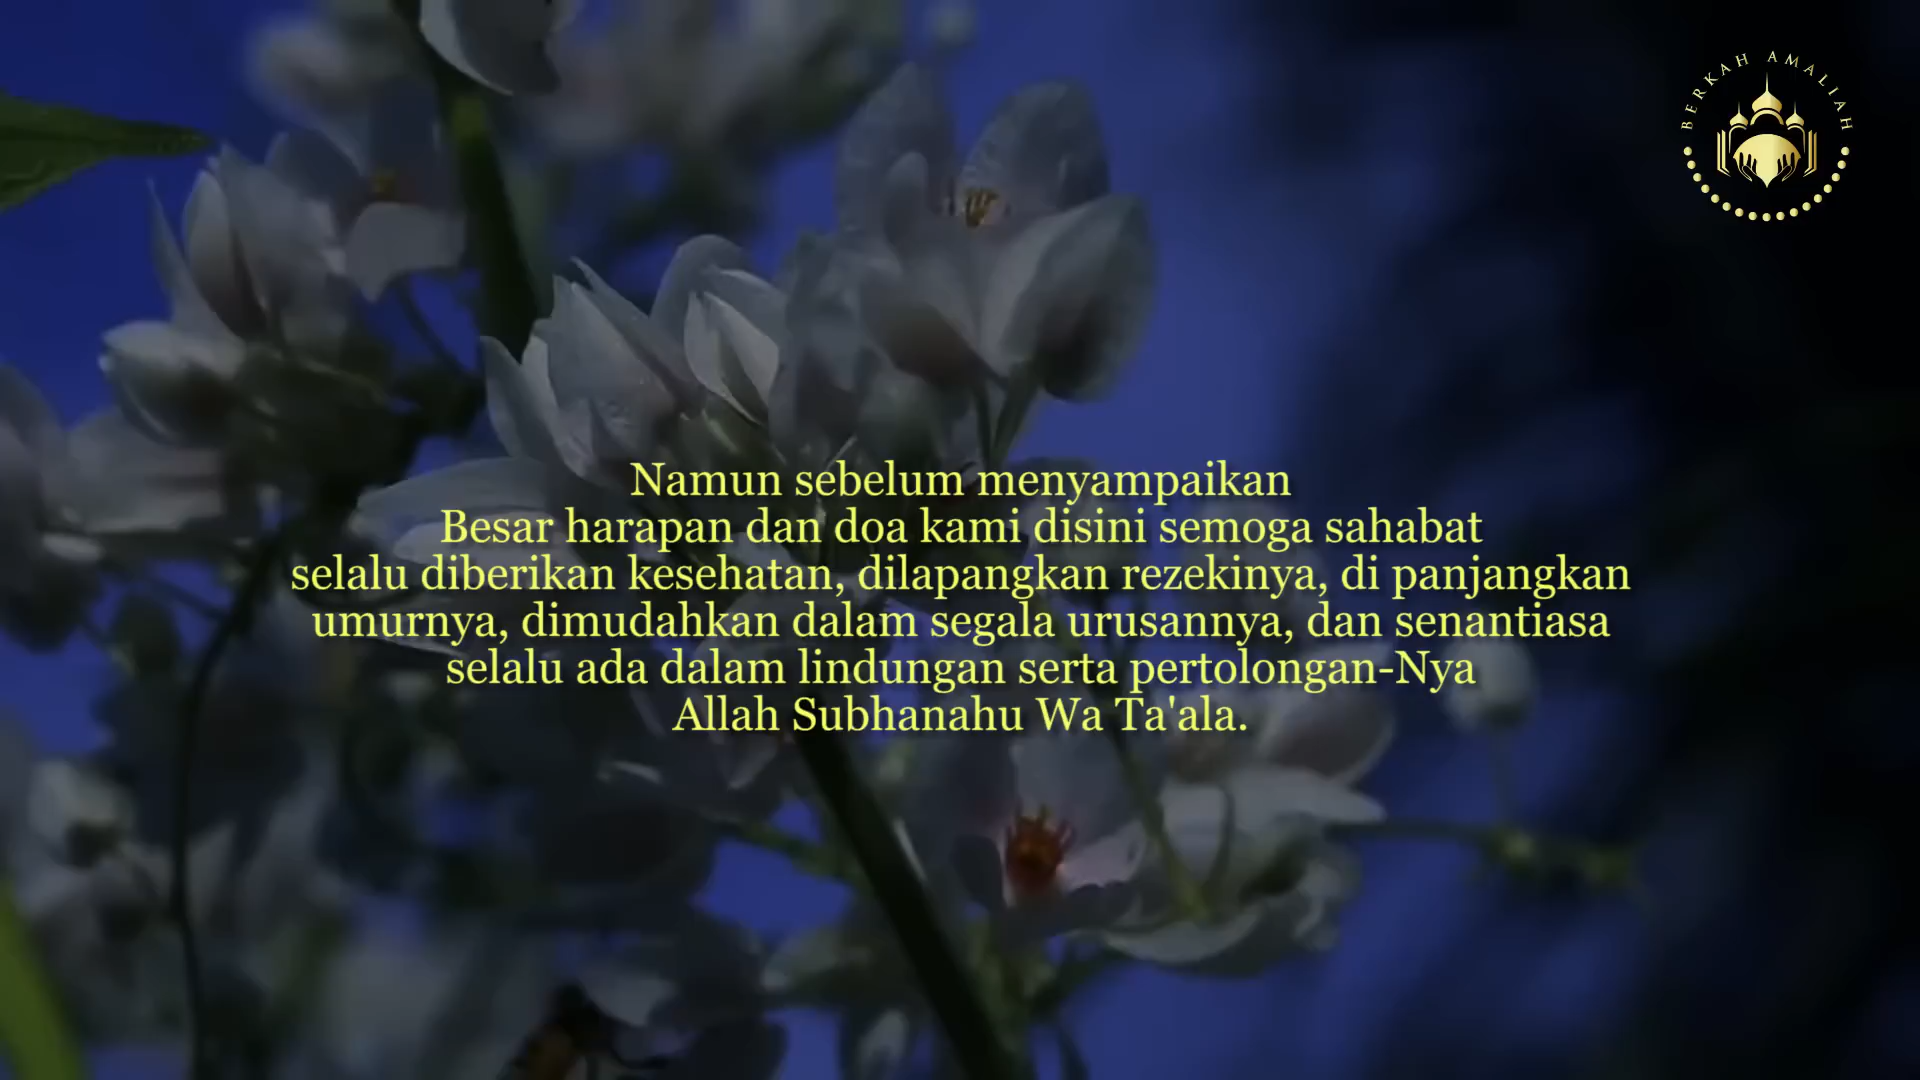 BERKAH AMALIAH
Namun sebelum menyampaikan
Besar harapan dan doa kami disini semoga sahabat
selalu diberikan kesehatan, dilapangkan rezekinya, di panjangkan
umurnya, dimudahkan dalam segala urusannya, dan senantiasa
selalu ada dalam lindungan serta pertolongan-Nya
Allah Subhanahu Wa Ta'ala.